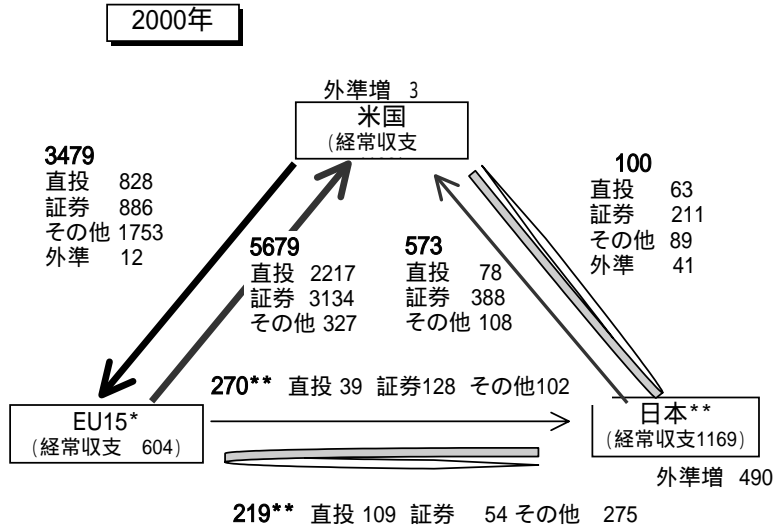 2000年
外準増 3
米国
(経常収支
3479
直投 828
証券 886
その他 1753
外準 12
100
直投 63
証券 211
その他 89
外準 41
5679
直投 2217
証券 3134
その他 327
573
直投 78
証券 388
その他 108
270** 直投 39 証券128 その他102
EU15*
(経常収支 604)
日本**
(経常収支1169)
外準増 490
219** 直投 109 証券 54 その他 275